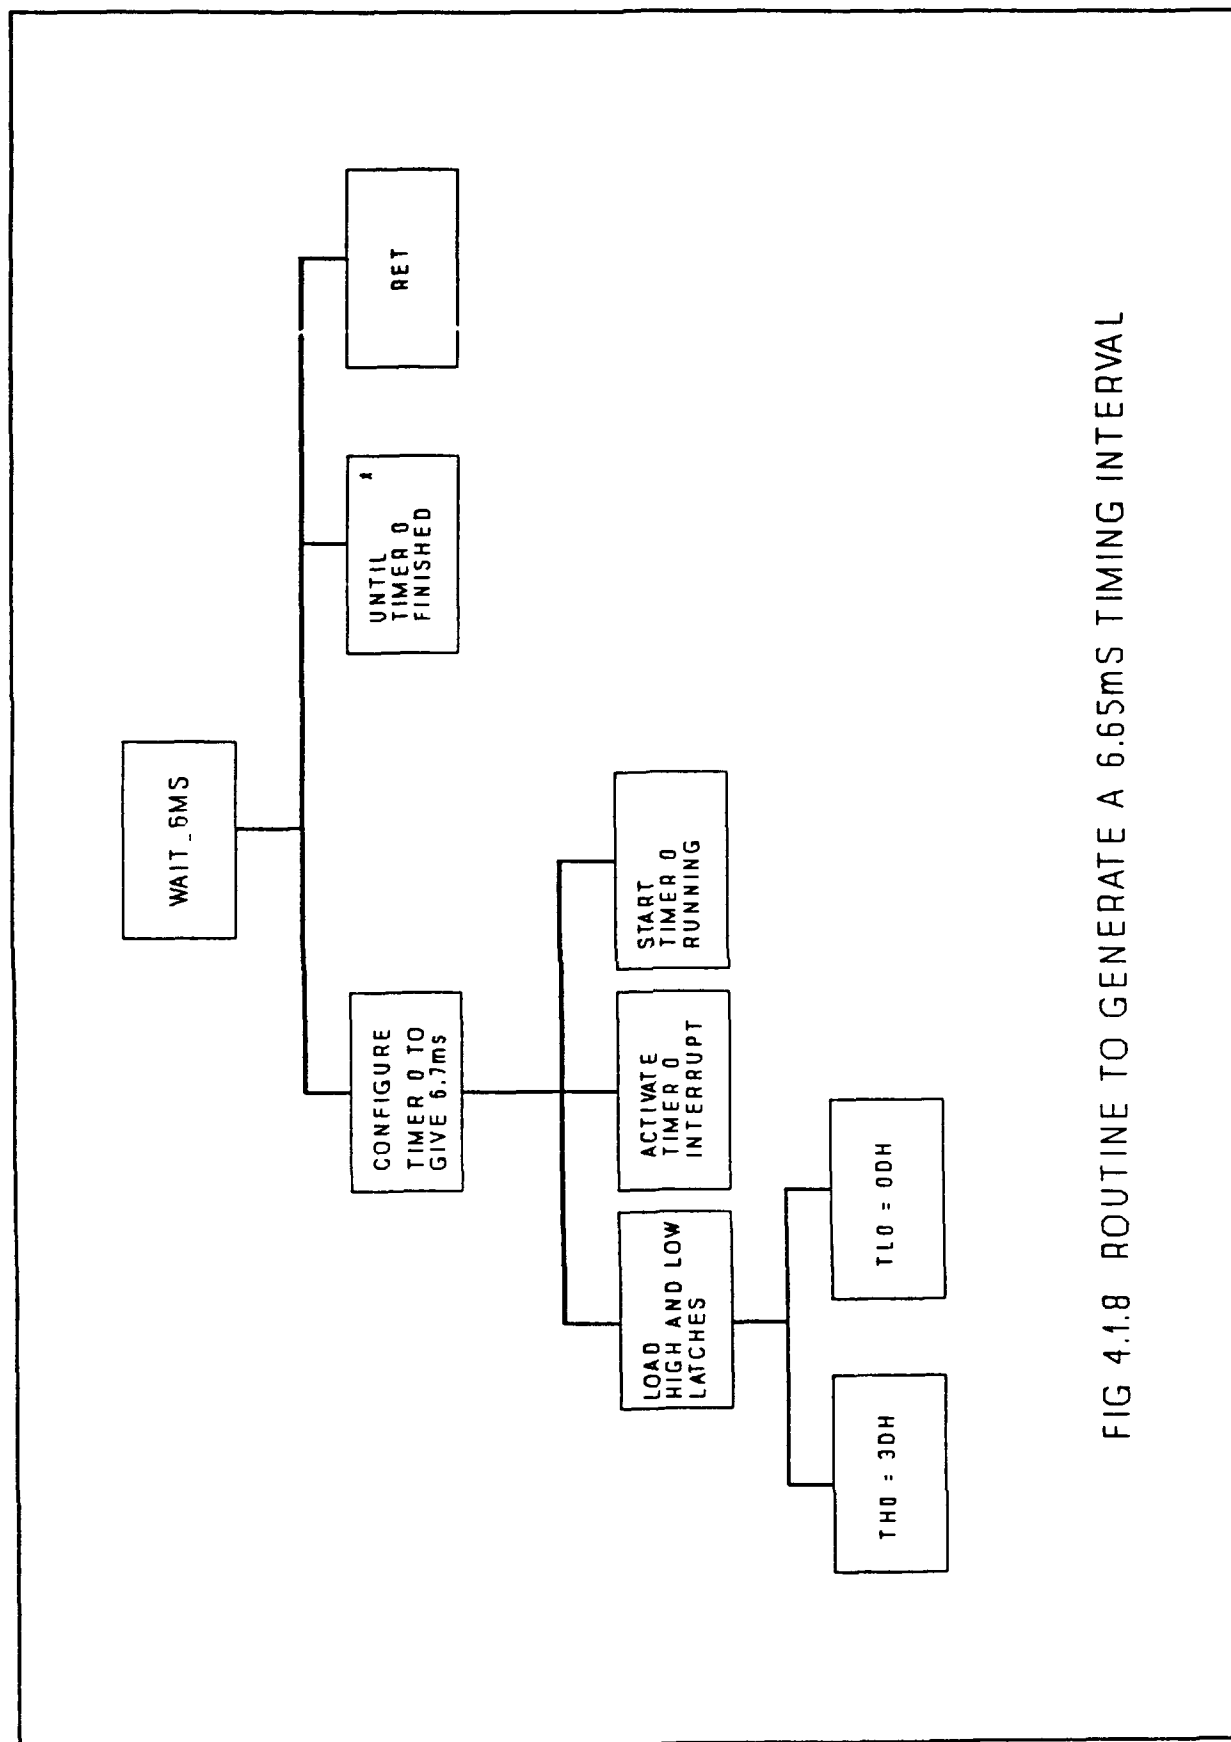 WAIT_6MS
CONFIGURE
TIMER 0 TO
GIVE 6.7ms
UNTIL
TIMER 0
FINISHED
*
RET
LOAD
HIGH AND LOW
LATCHES
ACTIVATE
TIMER 0
INTERRUPT
START
TIMER 0
RUNNING
TH0 = 3DH
TL0 = 0DH
FIG 4.1.8 ROUTINE TO GENERATE A 6.65mS TIMING INTERVAL